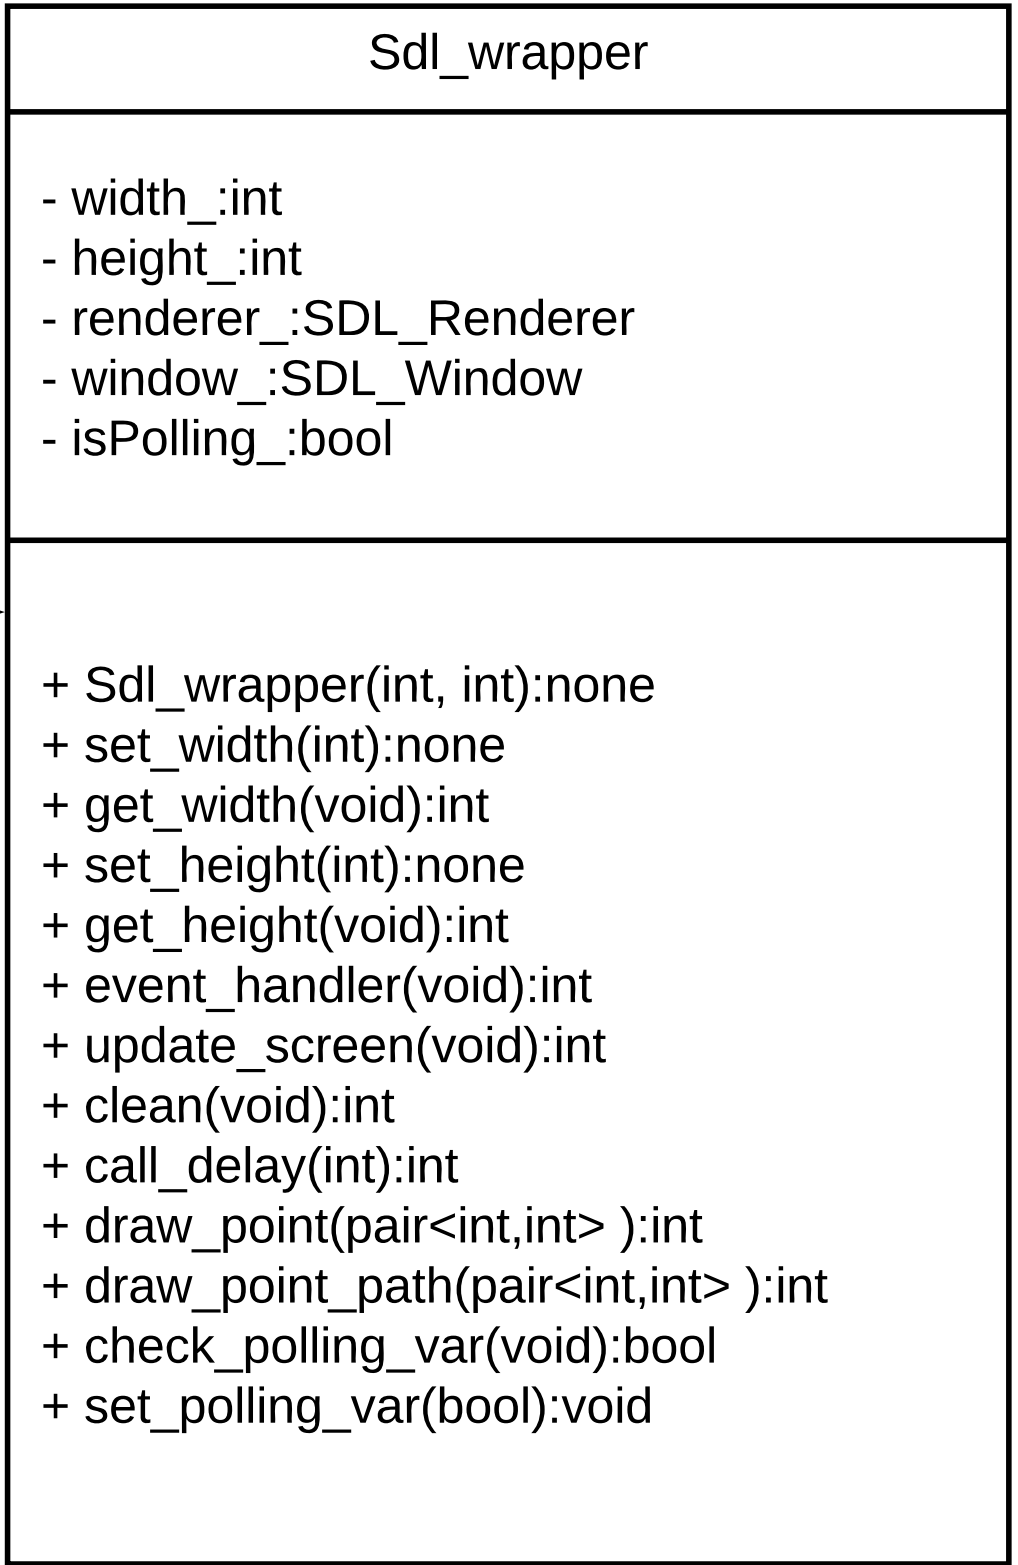 Sdl_wrapper
- width_:int
- height_:int
- renderer_:SDL_Renderer
- window_:SDL_Window
- isPolling_:bool
+ Sdl_wrapper(int, int):none
+ set_width(int):none
+ get_width(void):int
+ set_height(int):none
+ get_height(void):int
+ event_handler(void):int
+ update_screen(void):int
+ clean(void):int
+ call_delay(int):int
+ draw_point(pair<int,int> ):int
+ draw_point_path(pair<int,int> ):int
+ check_polling_var(void):bool
+ set_polling_var(bool):void